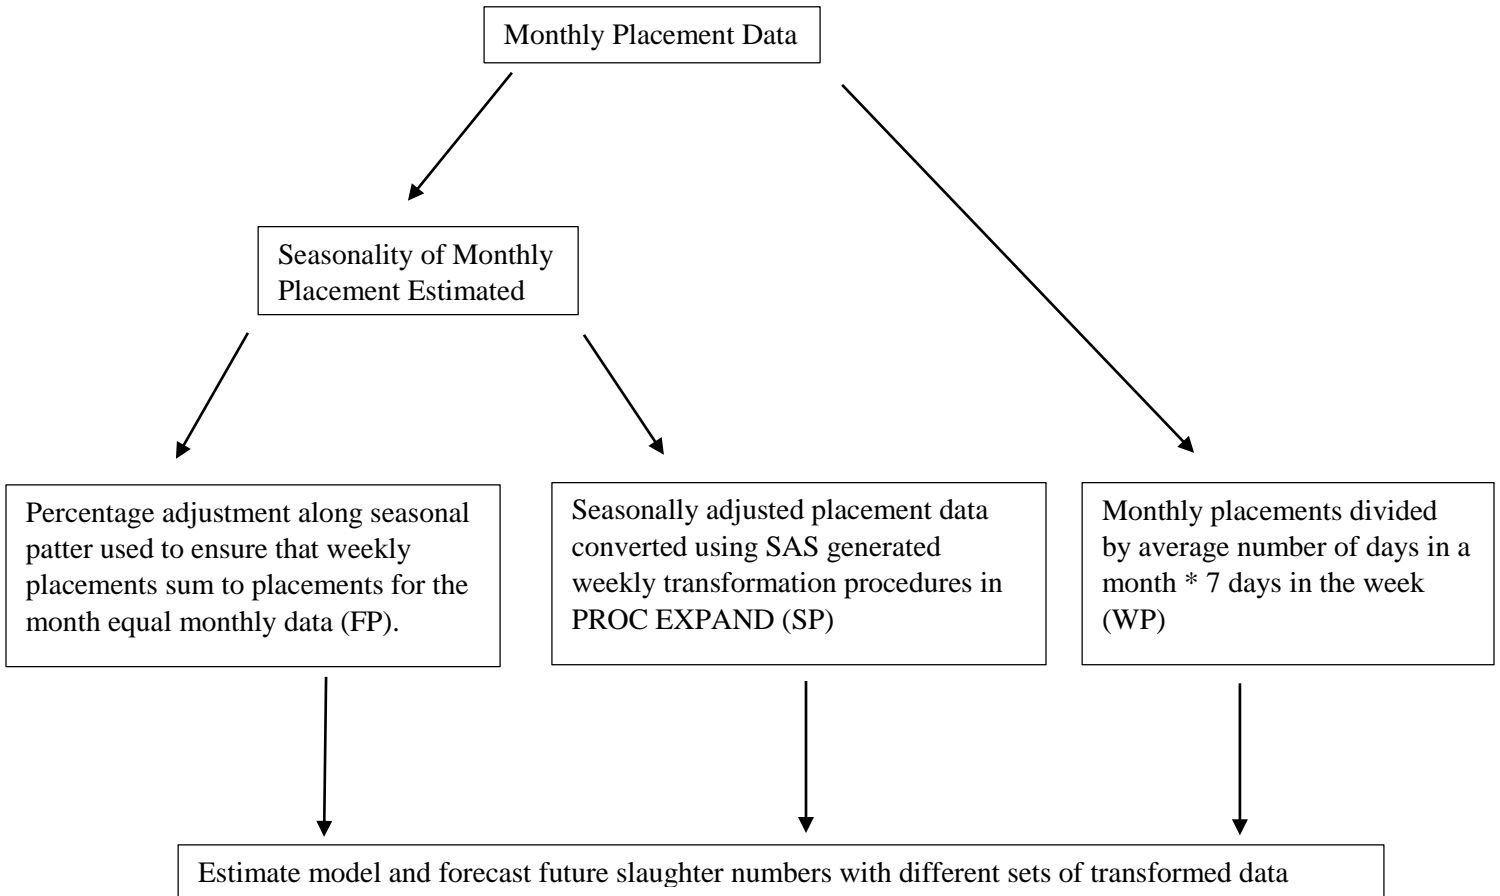 Monthly Placement Data
Seasonality of Monthly
Placement Estimated
Percentage adjustment along seasonal
patter used to ensure that weekly
placements sum to placements for the
month equal monthly data (FP).
Seasonally adjusted placement data
converted using SAS generated
weekly transformation procedures in
PROC EXPAND (SP)
Monthly placements divided
by average number of days in a
month * 7 days in the week
(WP)
Estimate model and forecast future slaughter numbers with different sets of transformed data